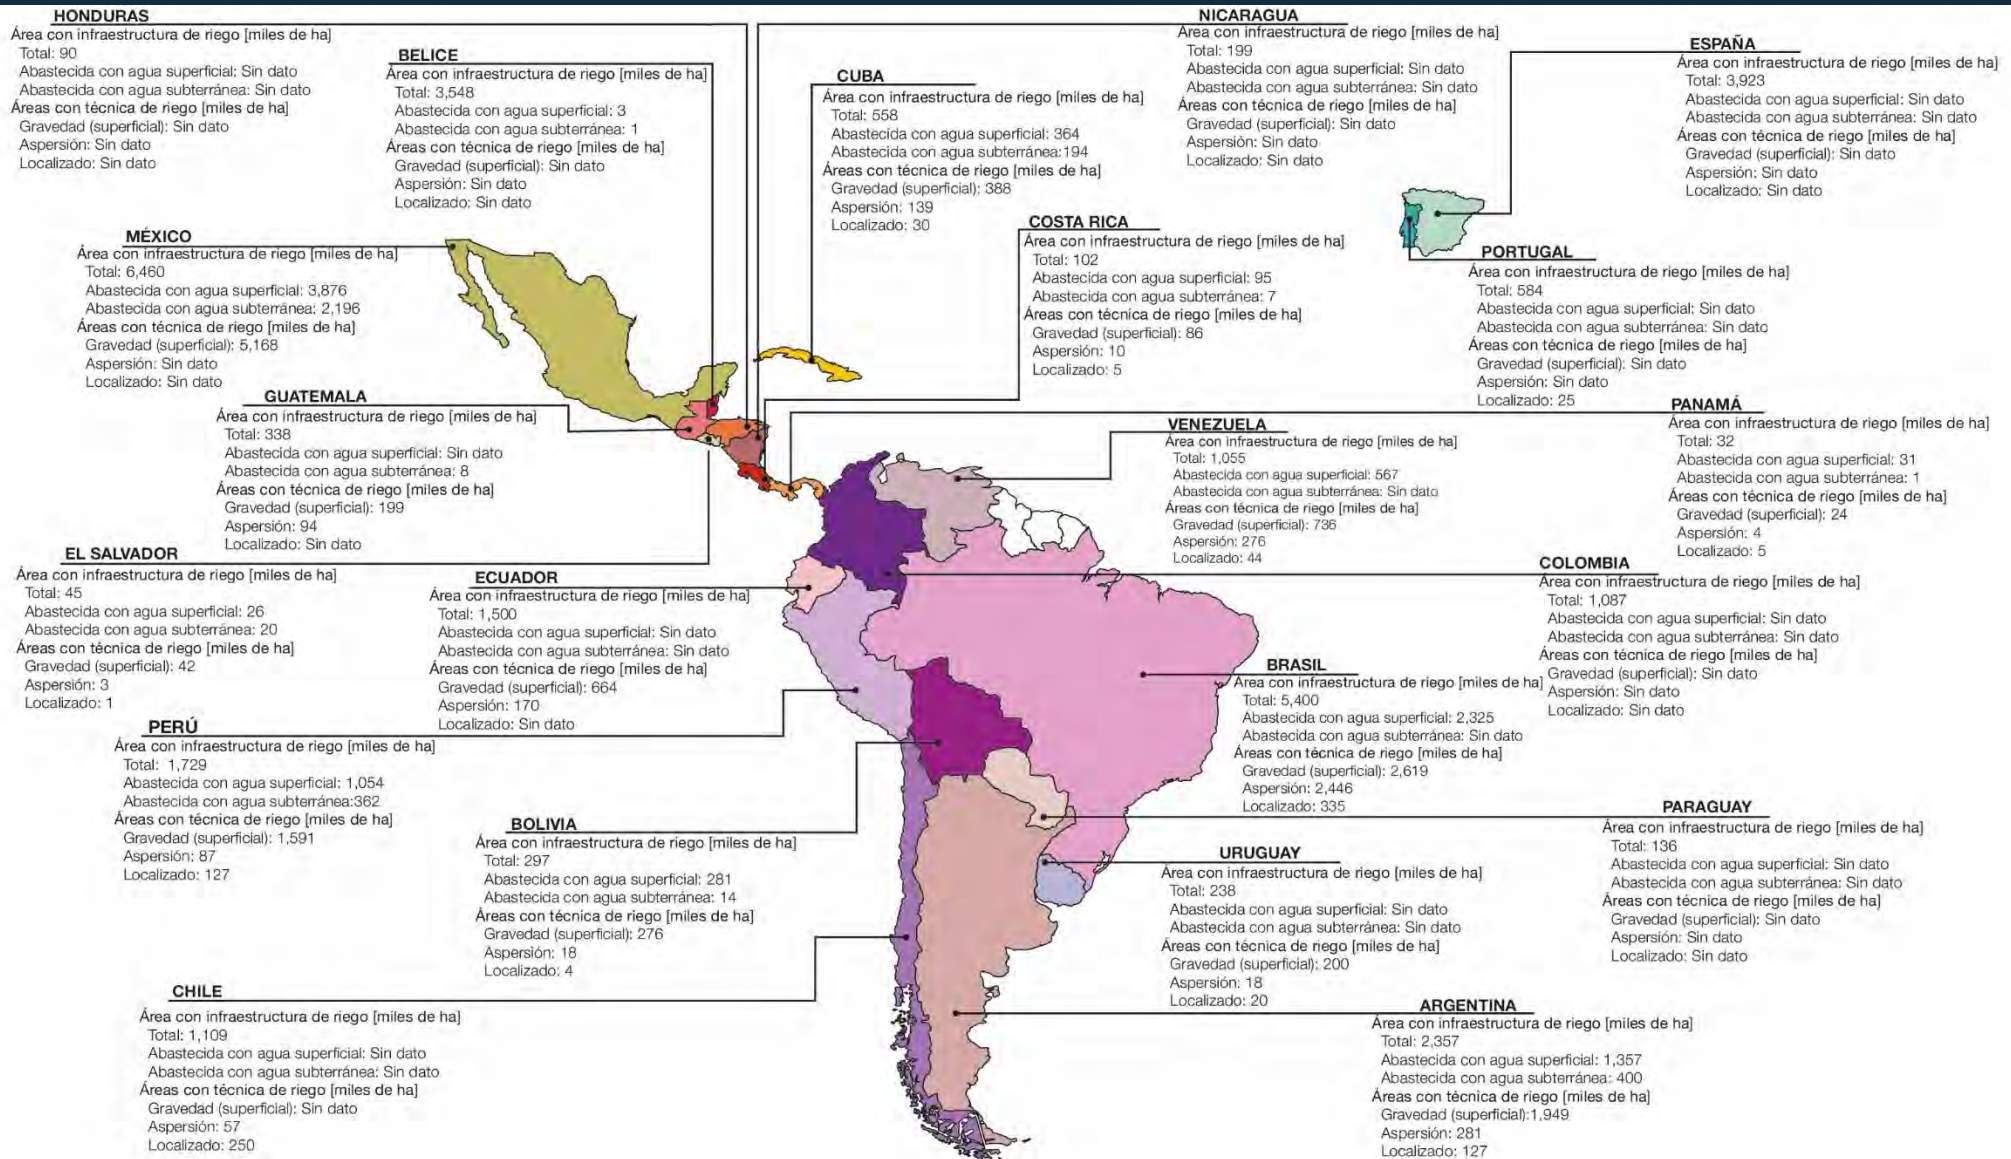 HONDURAS
Área con infraestructura de riego [miles de ha]
Total: 90
Abastecida con agua superficial: Sin dato
Abastecida con agua subterránea: Sin dato
Áreas con técnica de riego [miles de ha]
Gravedad (superficial): Sin dato
Aspersión: Sin dato
Localizado: Sin dato
BELICE
Área con infraestructura de riego [miles de ha]
Total: 3,548
Abastecida con agua superficial: 3
Abastecida con agua subterránea: 1
Áreas con técnica de riego [miles de ha]
Gravedad (superficial): Sin dato
Aspersión: Sin dato
Localizado: Sin dato
CUBA
Área con infraestructura de riego [miles de ha]
Total: 558
Abastecida con agua superficial: 364
Abastecida con agua subterránea:194
Áreas con técnica de riego [miles de ha]
Gravedad (superficial): 388
Aspersión: 139
Localizado: 30
NICARAGUA
Área con infraestructura de riego [miles de ha]
Total: 199
Abastecida con agua superficial: Sin dato
Abastecida con agua subterránea: Sin dato
Áreas con técnica de riego [miles de ha]
Gravedad (superficial): Sin dato
Aspersión: Sin dato
Localizado: Sin dato
ESPAÑA
Área con infraestructura de riego [miles de ha]
Total: 3,923
Abastecida con agua superficial: Sin dato
Abastecida con agua subterránea: Sin dato
Áreas con técnica de riego [miles de ha]
Gravedad (superficial): Sin dato
Aspersión: Sin dato
Localizado: Sin dato
MÉXICO
Área con infraestructura de riego [miles de ha]
Total: 6,460
Abastecida con agua superficial: 3,876
Abastecida con agua subterránea: 2,196
Áreas con técnica de riego [miles de ha]
Gravedad (superficial): 5,168
Aspersión: Sin dato
Localizado: Sin dato
COSTA RICA
Área con infraestructura de riego [miles de ha]
Total: 102
Abastecida con agua superficial: 95
Abastecida con agua subterránea: 7
Áreas con técnica de riego [miles de ha]
Gravedad (superficial): 86
Aspersión: 10
Localizado: 5
PORTUGAL
Área con infraestructura de riego [miles de ha]
Total: 584
Abastecida con agua superficial: Sin dato
Abastecida con agua subterránea: Sin dato
Áreas con técnica de riego [miles de ha]
Gravedad (superficial): Sin dato
Aspersión: Sin dato
Localizado: 25
GUATEMALA
Área con infraestructura de riego [miles de ha]
Total: 338
Abastecida con agua superficial: Sin dato
Abastecida con agua subterránea: 8
Áreas con técnica de riego [miles de ha]
Gravedad (superficial): 199
Aspersión: 94
Localizado: Sin dato
VENEZUELA
Área con infraestructura de riego [miles de ha]
Total: 1,055
Abastecida con agua superficial: 567
Abastecida con agua subterránea: Sin dato
Áreas con técnica de riego [miles de ha]
Gravedad (superficial): 736
Aspersión: 276
Localizado: 44
PANAMÁ
Área con infraestructura de riego [miles de ha]
Total: 32
Abastecida con agua superficial: 31
Abastecida con agua subterránea: 1
Áreas con técnica de riego [miles de ha]
Gravedad (superficial): 24
Aspersión: 4
Localizado: 5
EL SALVADOR
Área con infraestructura de riego [miles de ha]
Total: 45
Abastecida con agua superficial: 26
Abastecida con agua subterránea: 20
Áreas con técnica de riego [miles de ha]
Gravedad (superficial): 42
Aspersión: 3
Localizado: 1
ECUADOR
Área con infraestructura de riego [miles de ha]
Total: 1,500
Abastecida con agua superficial: Sin dato
Abastecida con agua subterránea: Sin dato
Áreas con técnica de riego [miles de ha]
Gravedad (superficial): 664
Aspersión: 170
Localizado: Sin dato
COLOMBIA
Área con infraestructura de riego [miles de ha]
Total: 1,087
Abastecida con agua superficial: Sin dato
Abastecida con agua subterránea: Sin dato
Áreas con técnica de riego [miles de ha]
Gravedad (superficial): Sin dato
Aspersión: Sin dato
Localizado: Sin dato
BRASIL
Área con infraestructura de riego [miles de ha]
Total: 5,400
Abastecida con agua superficial: 2,325
Abastecida con agua subterránea: Sin dato
Áreas con técnica de riego [miles de ha]
Gravedad (superficial): 2,619
Aspersión: 2,446
Localizado: 335
PERÚ
Área con infraestructura de riego [miles de ha]
Total: 1,729
Abastecida con agua superficial: 1,054
Abastecida con agua subterránea:362
Áreas con técnica de riego [miles de ha]
Gravedad (superficial): 1,591
Aspersión: 87
Localizado: 127
BOLIVIA
Área con infraestructura de riego [miles de ha]
Total: 297
Abastecida con agua superficial: 281
Abastecida con agua subterránea: 14
Áreas con técnica de riego [miles de ha]
Gravedad (superficial): 276
Aspersión: 18
Localizado: 4
PARAGUAY
Área con infraestructura de riego [miles de ha]
Total: 136
Abastecida con agua superficial: Sin dato
Abastecida con agua subterránea: Sin dato
Áreas con técnica de riego [miles de ha]
Gravedad (superficial): Sin dato
Aspersión: Sin dato
Localizado: Sin dato
URUGUAY
Área con infraestructura de riego [miles de ha]
Total: 238
Abastecida con agua superficial: Sin dato
Abastecida con agua subterránea: Sin dato
Áreas con técnica de riego [miles de ha]
Gravedad (superficial): 200
Aspersión: 18
Localizado: 20
CHILE
Área con infraestructura de riego [miles de ha]
Total: 1,109
Abastecida con agua superficial: Sin dato
Abastecida con agua subterránea: Sin dato
Áreas con técnica de riego [miles de ha]
Gravedad (superficial): Sin dato
Aspersión: 57
Localizado: 250
ARGENTINA
Área con infraestructura de riego [miles de ha]
Total: 2,357
Abastecida con agua superficial: 1,357
Abastecida con agua subterránea: 400
Áreas con técnica de riego [miles de ha]
Gravedad (superficial):1,949
Aspersión: 281
Localizado: 127